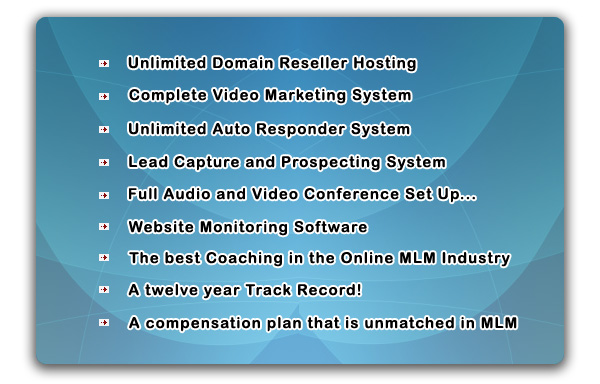 Unlimited Domain Reseller Hosting
Complete Video Marketing System
Unlimited Auto Responder System
Lead Capture and Prospecting System
Full Audio and Video Conference Set Up...
Website Monitoring Software
The best Coaching in the Online MLM Industry
A twelve year Track Record!
A compensation plan that is unmatched in MLM